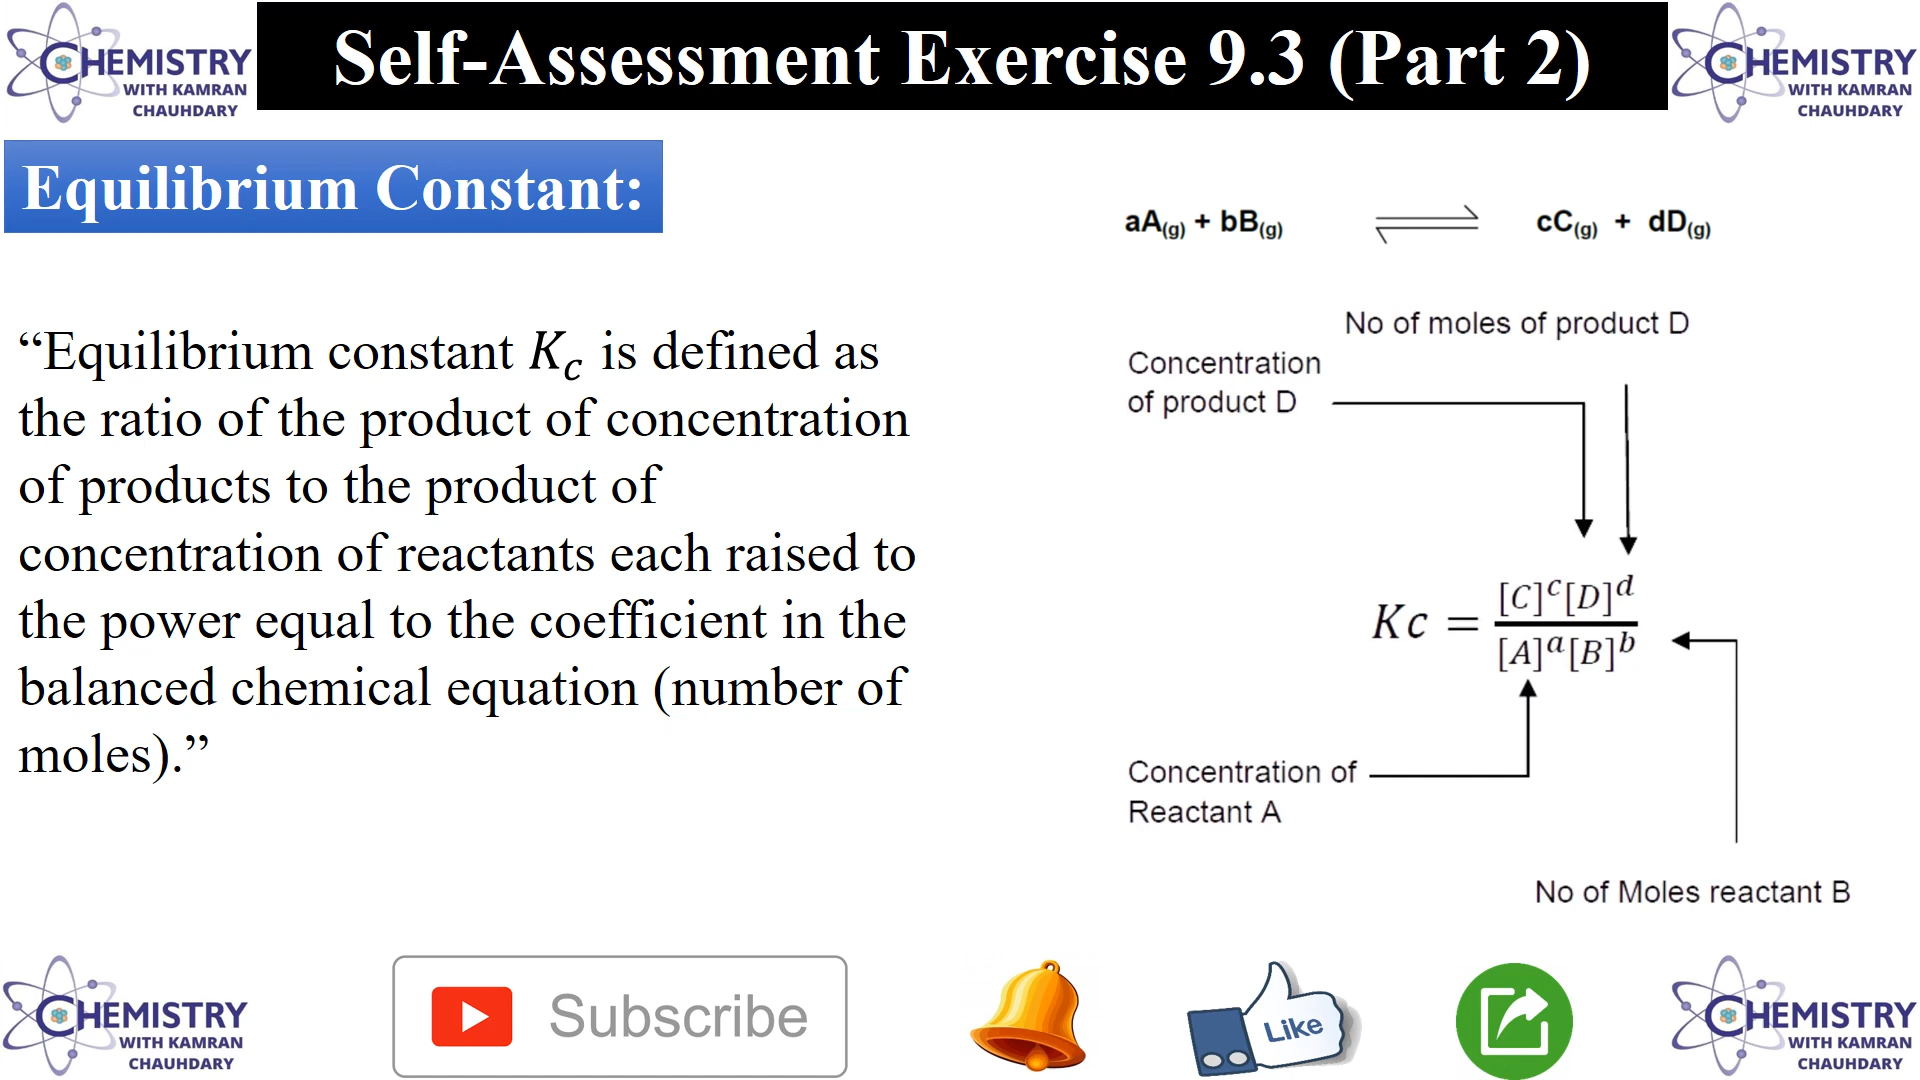 CHEMISTRY
WITH KAMRAN
CHAUHDARY
Self-Assessment Exercise 9.3 (Part 2)
CHEMISTRY
WITH KAMRAN
CHAUHDARY
Equilibrium Constant:
“Equilibrium constant K_c is defined as
the ratio of the product of concentration
of products to the product of
concentration of reactants each raised to
the power equal to the coefficient in the
balanced chemical equation (number of
moles).”
aA(g) + bB(g) ⇌ cC(g) + dD(g)
No of moles of product D
Concentration
of product D
Kc = [C]^c[D]^d / [A]^a[B]^b
Concentration of
Reactant A
No of Moles reactant B
CHEMISTRY
WITH KAMRAN
CHAUHDARY
Subscribe
Like
CHEMISTRY
WITH KAMRAN
CHAUHDARY